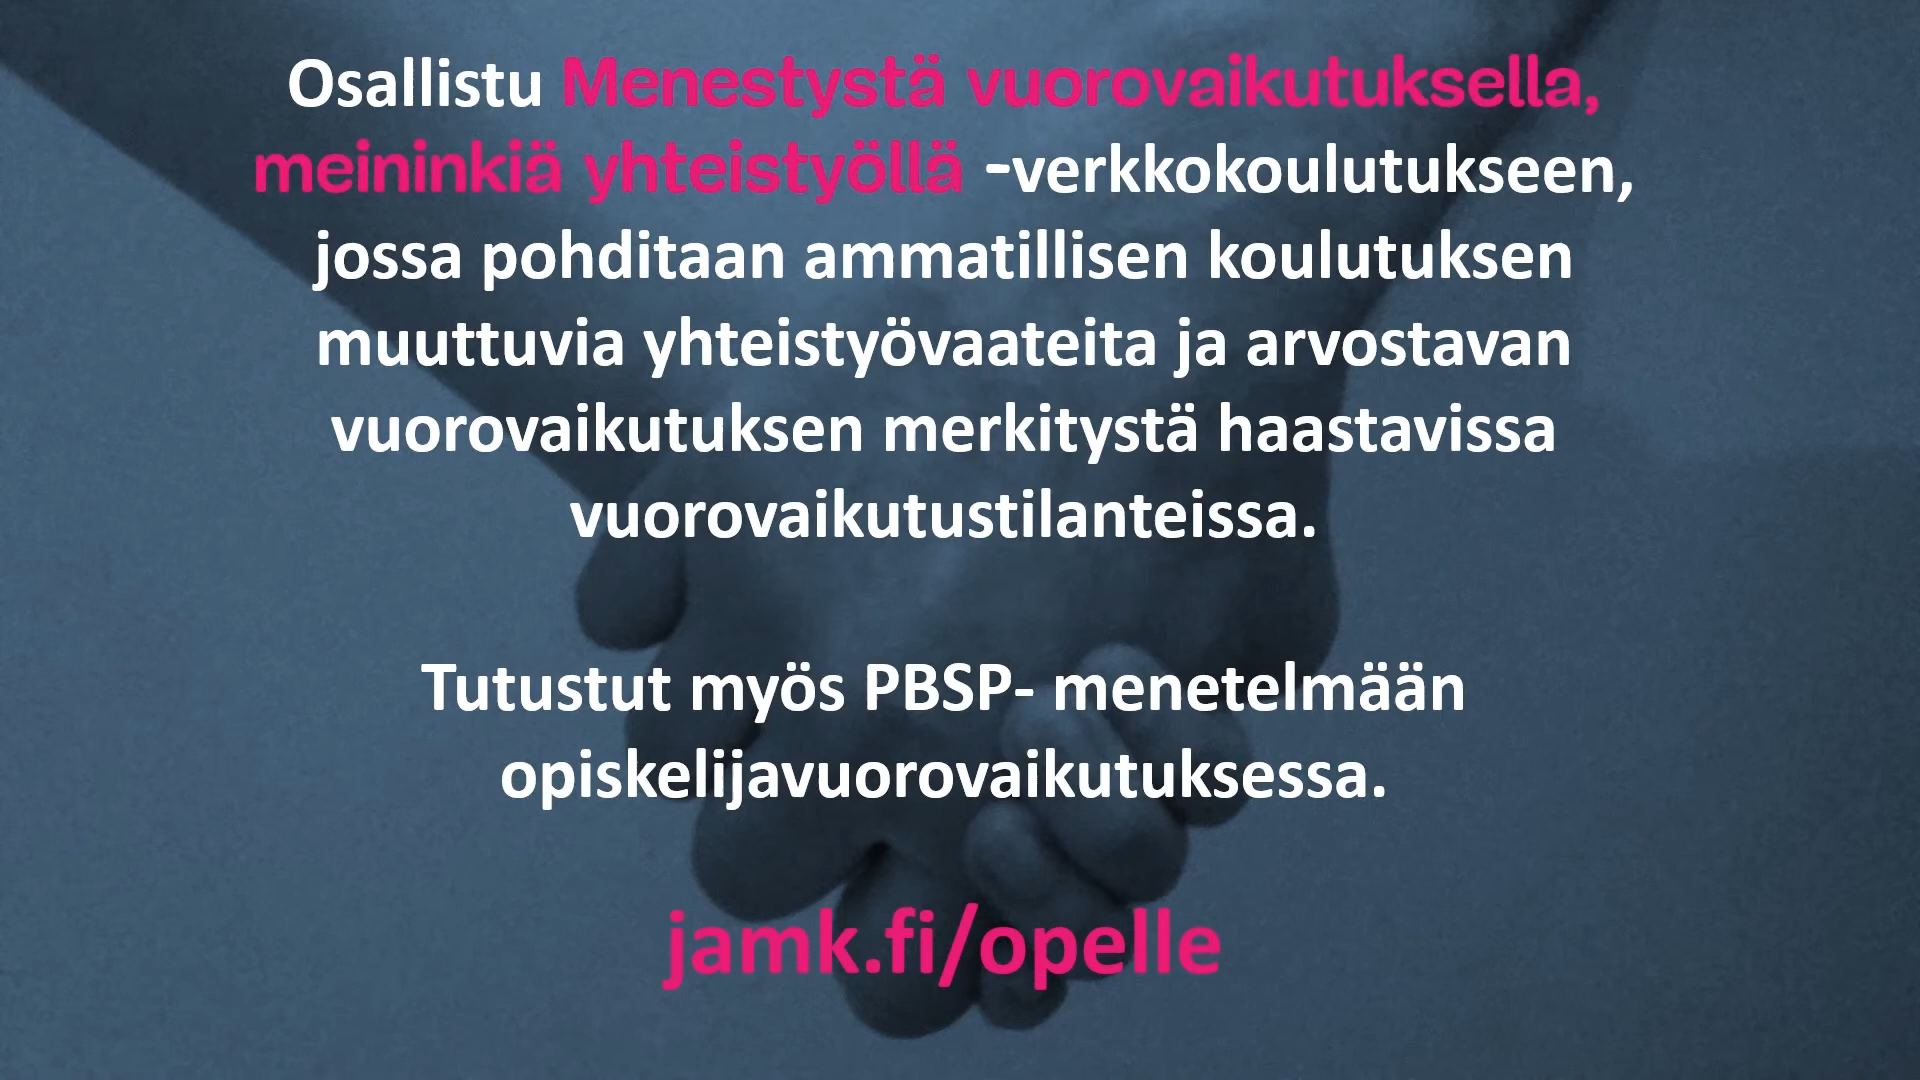 Osallistu Menestystä vuorovaikutuksella,
meininkiä yhteistyöllä -verkkokoulutukseen,
jossa pohditaan ammatillisen koulutuksen
muuttuvia yhteistyövaateita ja arvostavan
vuorovaikutuksen merkitystä haastavissa
vuorovaikutustilanteissa.
Tutustut myös PBSP- menetelmään
opiskelijavuorovaikutuksessa.
jamk.fi/opelle